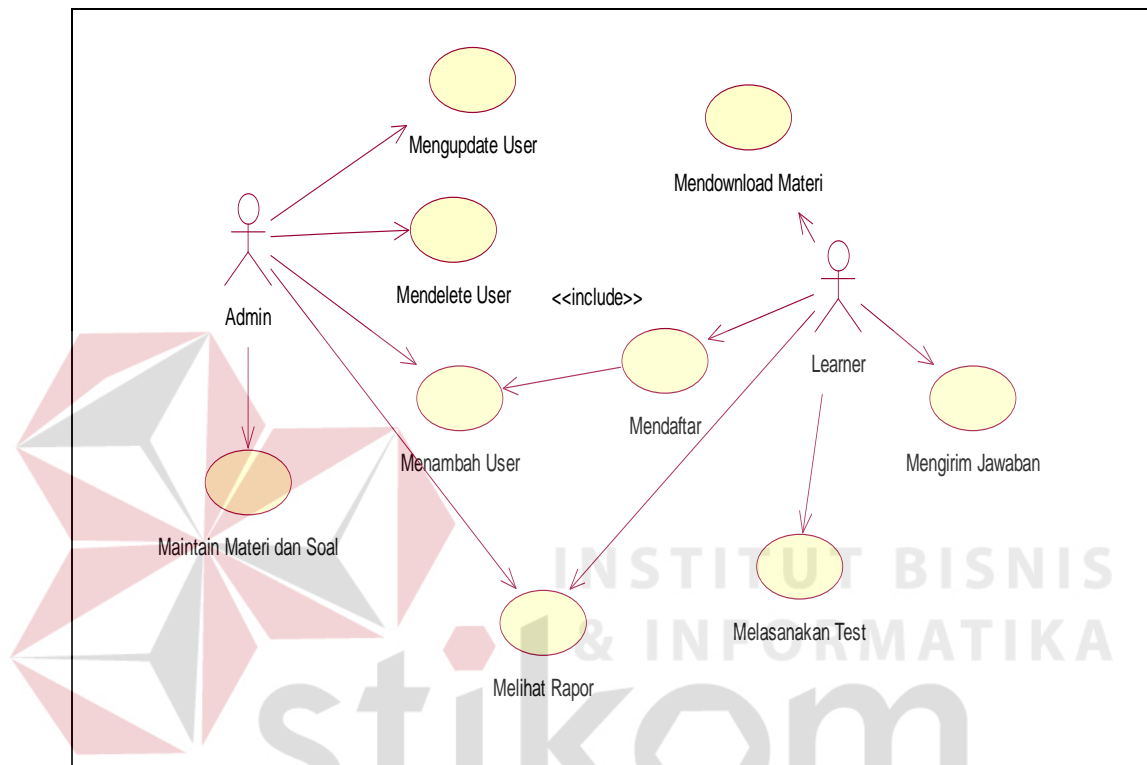 Mengupdate User
Mendownload Materi
Mendelete User
<<include>>
Admin
Learner
Mendaftar
Menambah User
Mengirim Jawaban
Maintain Materi dan Soal
INSTITUT BISNIS
& INFORMATIKA
Melasanakan Test
Melihat Rapor
stikom